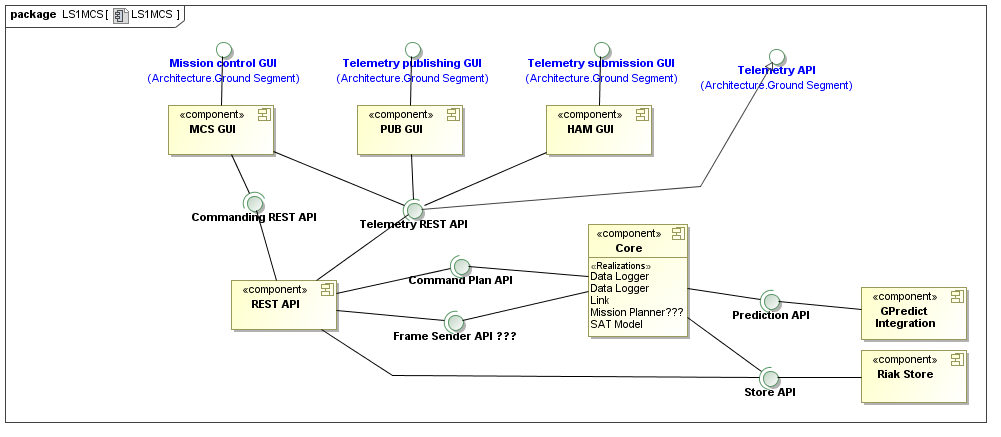 package LS1MCS [ LS1MCS ]
Mission control GUI
(Architecture.Ground Segment)
Telemetry publishing GUI
(Architecture.Ground Segment)
Telemetry submission GUI
(Architecture.Ground Segment)
Telemetry API
(Architecture.Ground Segment)
«component»
MCS GUI
«component»
PUB GUI
«component»
HAM GUI
Commanding REST API
Telemetry REST API
«component»
Core
«Realizations»
Data Logger
Data Logger
Link
Mission Planner???
SAT Model
«component»
REST API
Command Plan API
Frame Sender API ???
Prediction API
«component»
GPredict
Integration
Store API
«component»
Riak Store